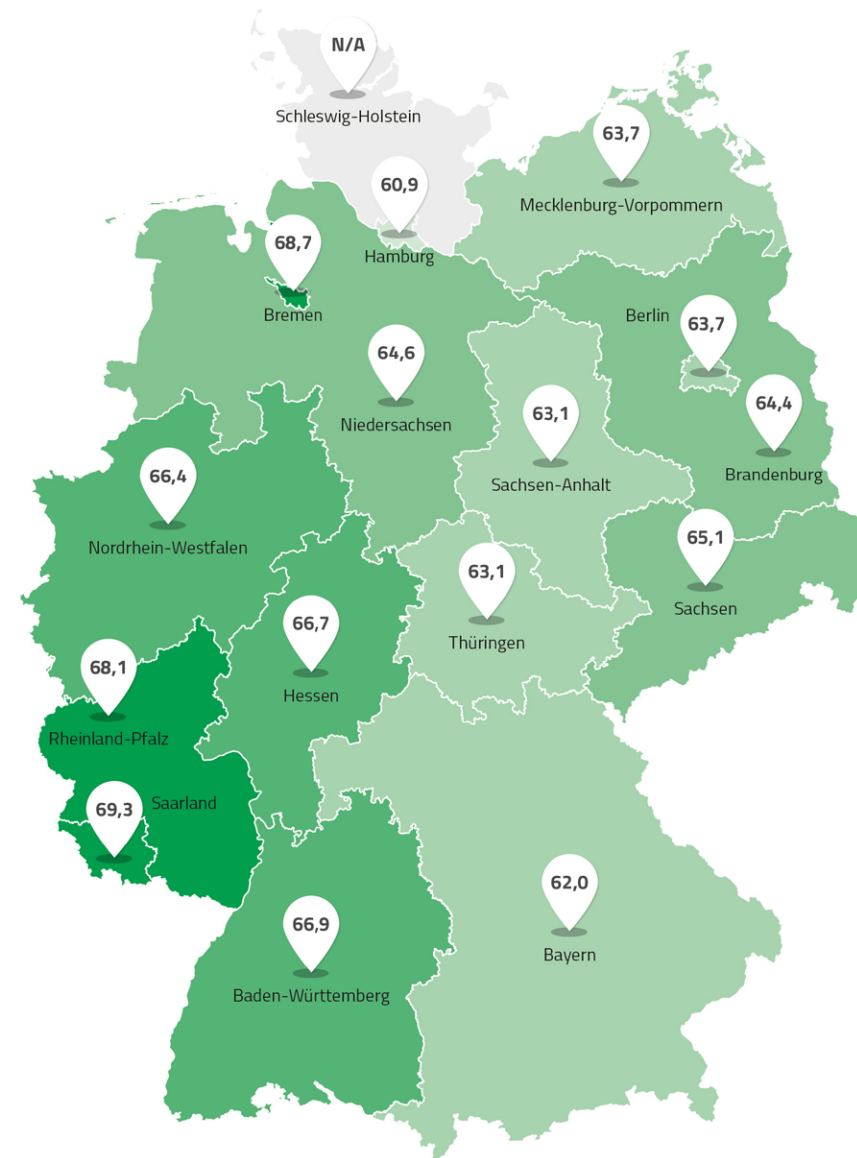 N/A
Schleswig-Holstein
63,7
Mecklenburg-Vorpommern
60,9
Hamburg
68,7
Bremen
Berlin
63,7
64,6
Niedersachsen
63,1
Sachsen-Anhalt
64,4
Brandenburg
66,4
Nordrhein-Westfalen
65,1
Sachsen
63,1
Thüringen
66,7
Hessen
68,1
Rheinland-Pfalz
Saarland
69,3
62,0
Bayern
66,9
Baden-Württemberg